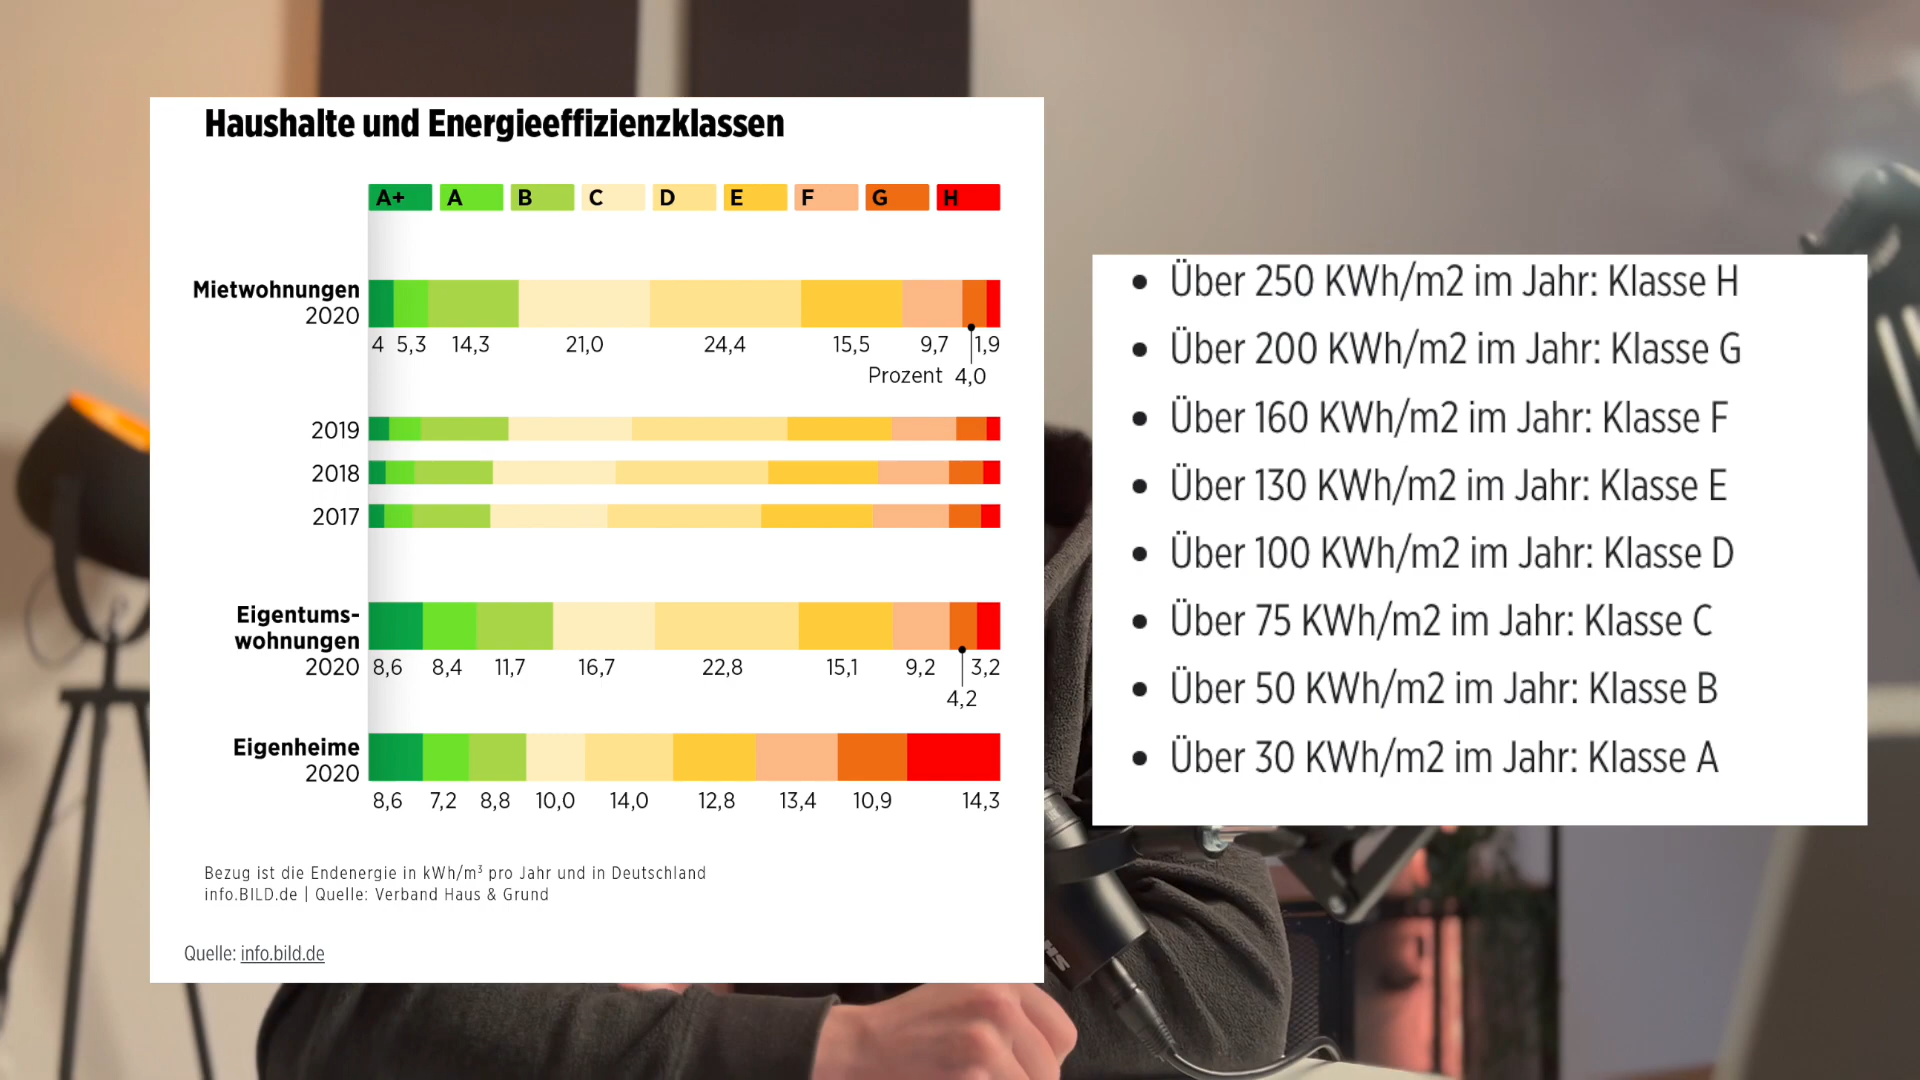 Haushalte und Energieeffizienzklassen
A+ A B C D E F G H
Mietwohnungen
2020
4 5,3 14,3 21,0 24,4 15,5 9,7 1,9
Prozent 4,0
2019
2018
2017
Eigentums-
wohnungen
2020 8,6 8,4 11,7 16,7 22,8 15,1 9,2 3,2
4,2
Eigenheime
2020
8,6 7,2 8,8 10,0 14,0 12,8 13,4 10,9 14,3
Bezug ist die Endenergie in kWh/m³ pro Jahr und in Deutschland
info.BILD.de | Quelle: Verband Haus & Grund
Quelle: info.bild.de
• Über 250 KWh/m2 im Jahr: Klasse H
• Über 200 KWh/m2 im Jahr: Klasse G
• Über 160 KWh/m2 im Jahr: Klasse F
• Über 130 KWh/m2 im Jahr: Klasse E
• Über 100 KWh/m2 im Jahr: Klasse D
• Über 75 KWh/m2 im Jahr: Klasse C
• Über 50 KWh/m2 im Jahr: Klasse B
• Über 30 KWh/m2 im Jahr: Klasse A